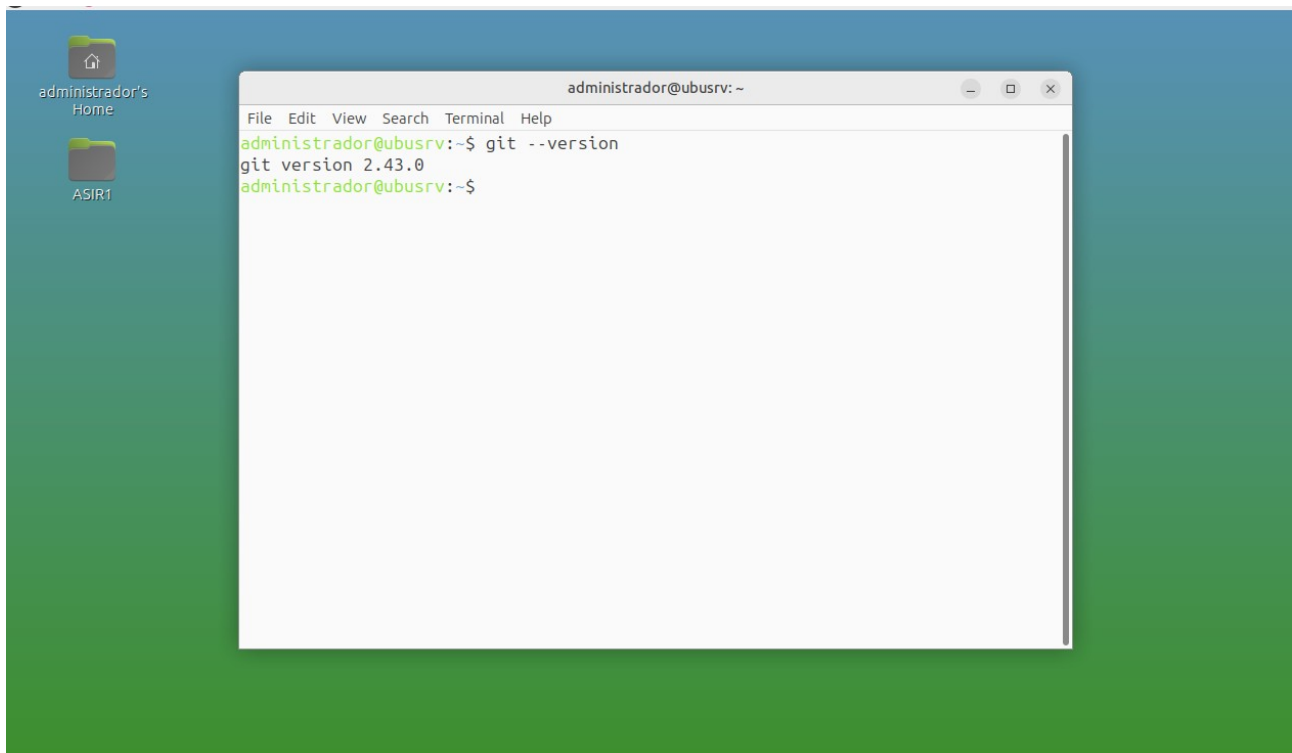 administrador's
Home
ASIR1
administrador@ubusrv: ~
File Edit View Search Terminal Help
administrador@ubusrv:~$ git --version
git version 2.43.0
administrador@ubusrv:~$